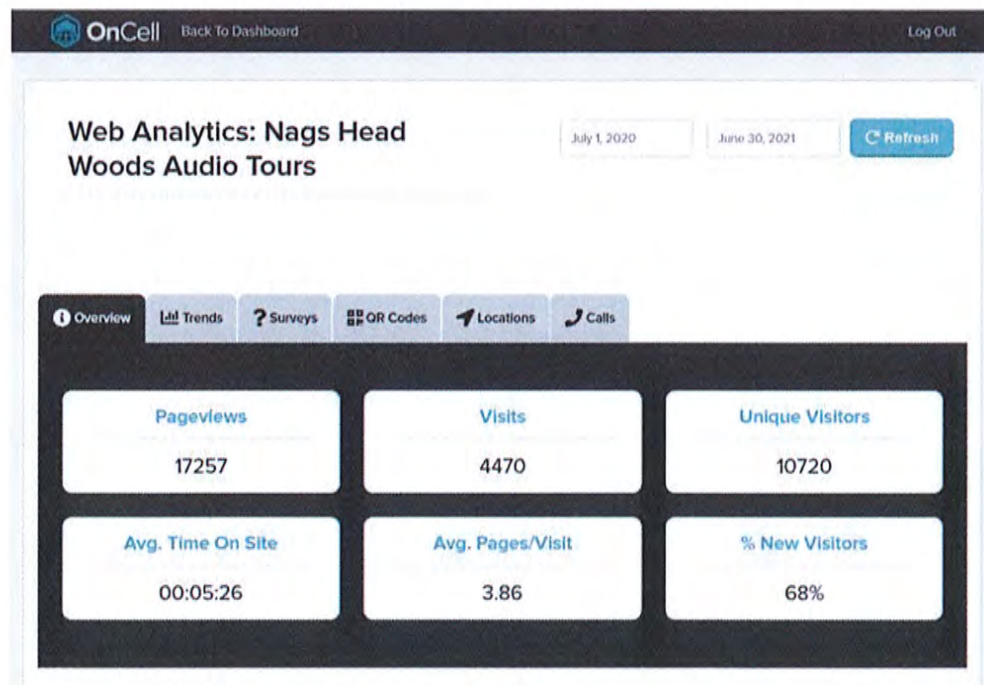 OnCell Back To Dashboard Log Out
Web Analytics: Nags Head
Woods Audio Tours
July 1, 2020 June 30, 2021 Refresh
Overview Trends Surveys QR Codes Locations Calls
Pageviews Visits Unique Visitors
17257 4470 10720
Avg. Time On Site Avg. Pages/Visit % New Visitors
00:05:26 3.86 68%